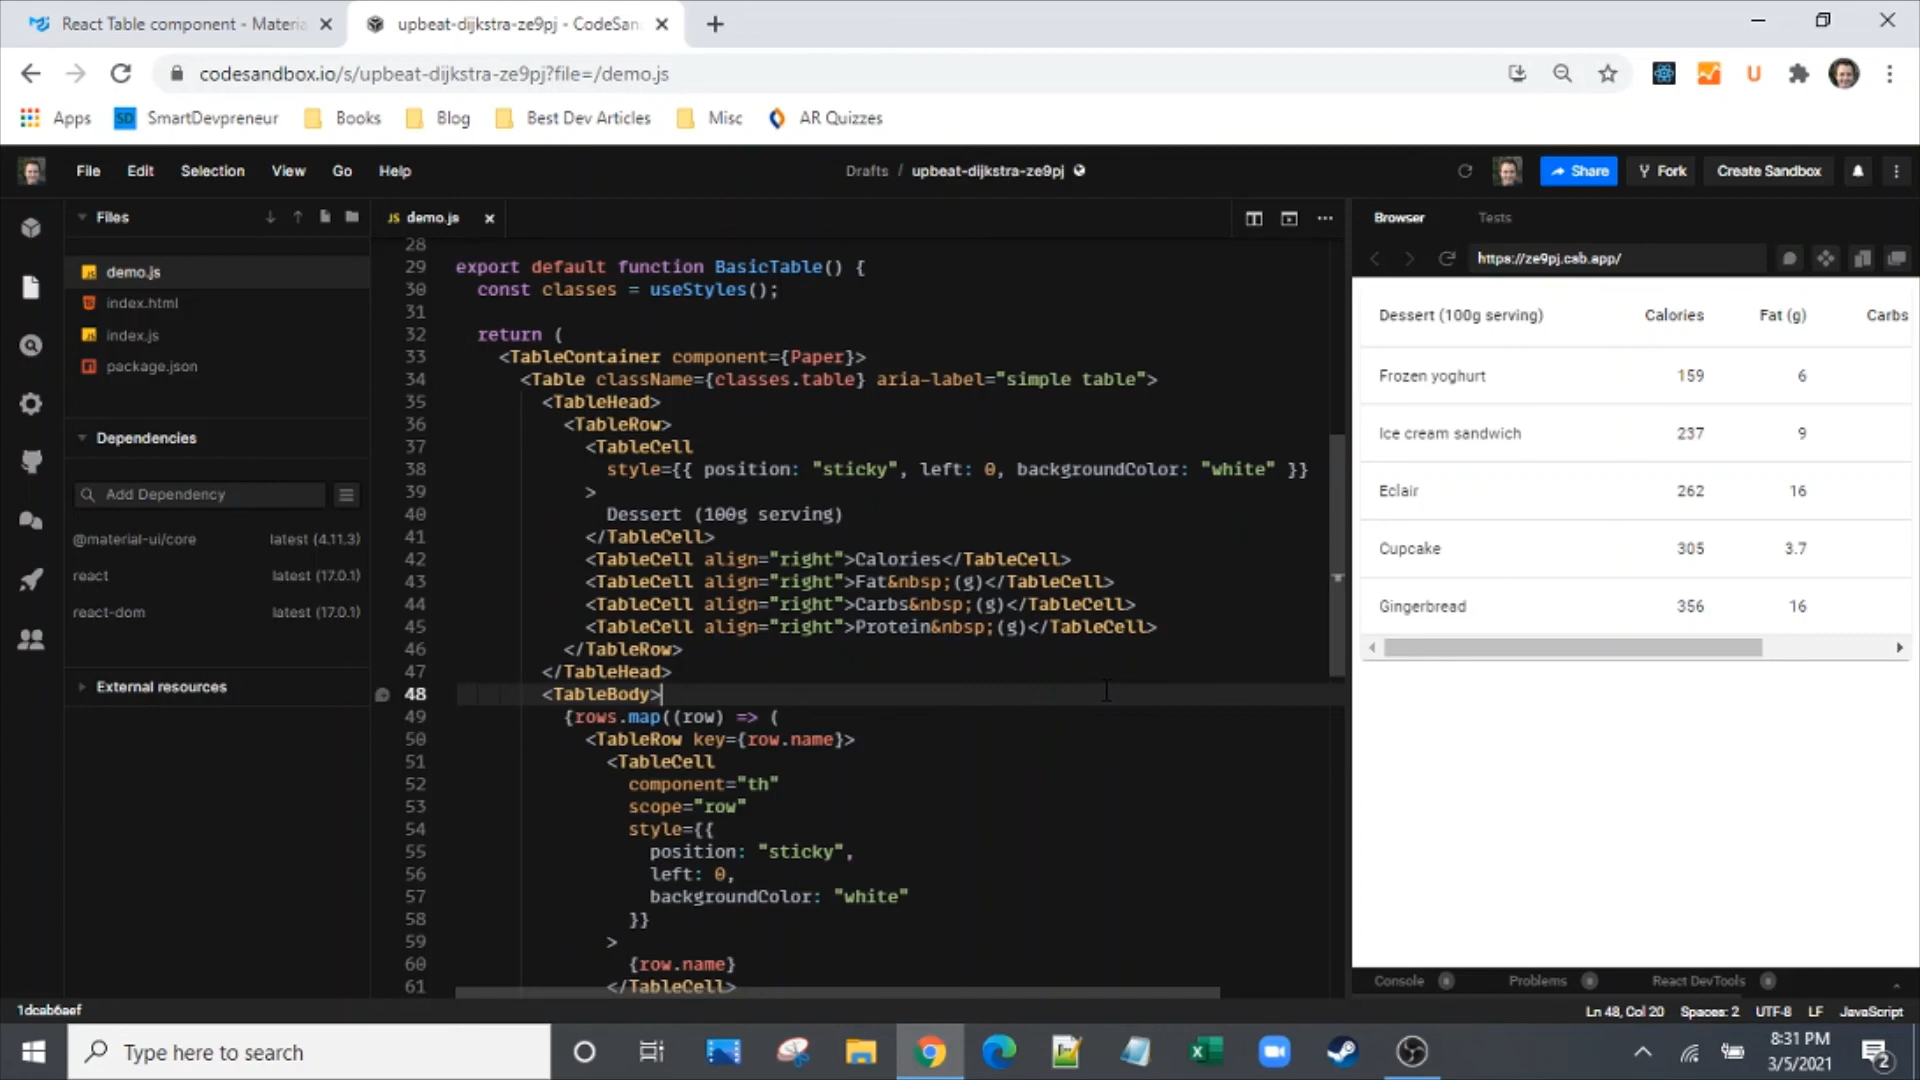 React Table component - Materia
upbeat-dijkstra-ze9pj - CodeSan
codesandbox.io/s/upbeat-dijkstra-ze9pj?file=/demo.js
Apps
SD
SmartDevpreneur
Books
Blog
Best Dev Articles
Misc
AR Quizzes
File
Edit
Selection
View
Go
Help
Drafts / upbeat-dijkstra-ze9pj
Share
Fork
Create Sandbox
Files
demo.js
index.html
index.js
package.json
Dependencies
Add Dependency
@material-ui/core latest (4.11.3)
react latest (17.0.1)
react-dom latest (17.0.1)
External resources
JS demo.js
28
29 export default function BasicTable() {
30 const classes = useStyles();
31
32 return (
33 <TableContainer component={Paper}>
34 <Table className={classes.table} aria-label="simple table">
35 <TableHead>
36 <TableRow>
37 <TableCell
38 style={{ position: "sticky", left: 0, backgroundColor: "white" }}
39 >
40 Dessert (100g serving)
41 </TableCell>
42 <TableCell align="right">Calories</TableCell>
43 <TableCell align="right">Fat&nbsp;(g)</TableCell>
44 <TableCell align="right">Carbs&nbsp;(g)</TableCell>
45 <TableCell align="right">Protein&nbsp;(g)</TableCell>
46 </TableRow>
47 </TableHead>
48 <TableBody>
49 {rows.map((row) => (
50 <TableRow key={row.name}>
51 <TableCell
52 component="th"
53 scope="row"
54 style={{
55 position: "sticky",
56 left: 0,
57 backgroundColor: "white"
58 }}
59 >
60 {row.name}
61 </TableCell>
Browser
Tests
https://ze9pj.csb.app/
Dessert (100g serving) Calories Fat (g) Carbs
Frozen yoghurt 159 6
Ice cream sandwich 237 9
Eclair 262 16
Cupcake 305 3.7
Gingerbread 356 16
Console 0
Problems 0
React DevTools 0
1dcab6aef
Ln 48, Col 20
Spaces: 2
UTF-8
LF
JavaScript
Type here to search
8:31 PM
3/5/2021
2